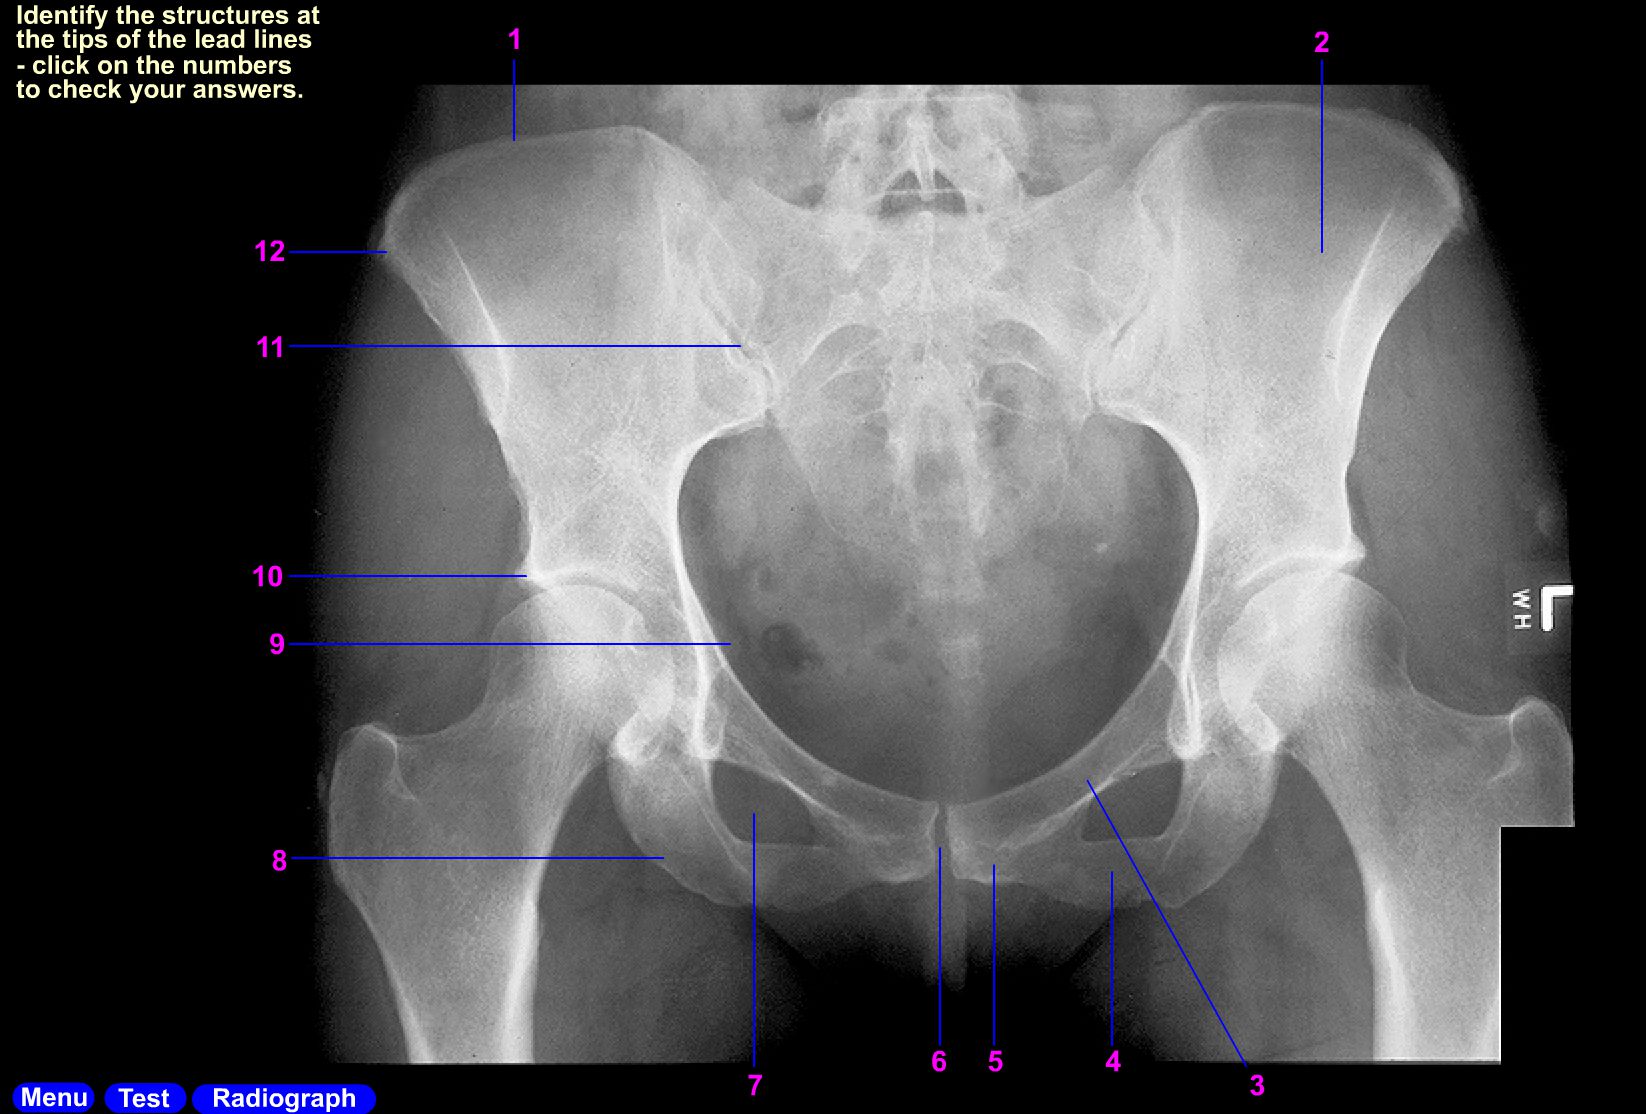 Identify the structures at
the tips of the lead lines
- click on the numbers
to check your answers.
1
2
12
11
10
9
8
L
WH
7
6
5
4
3
Menu
Test
Radiograph